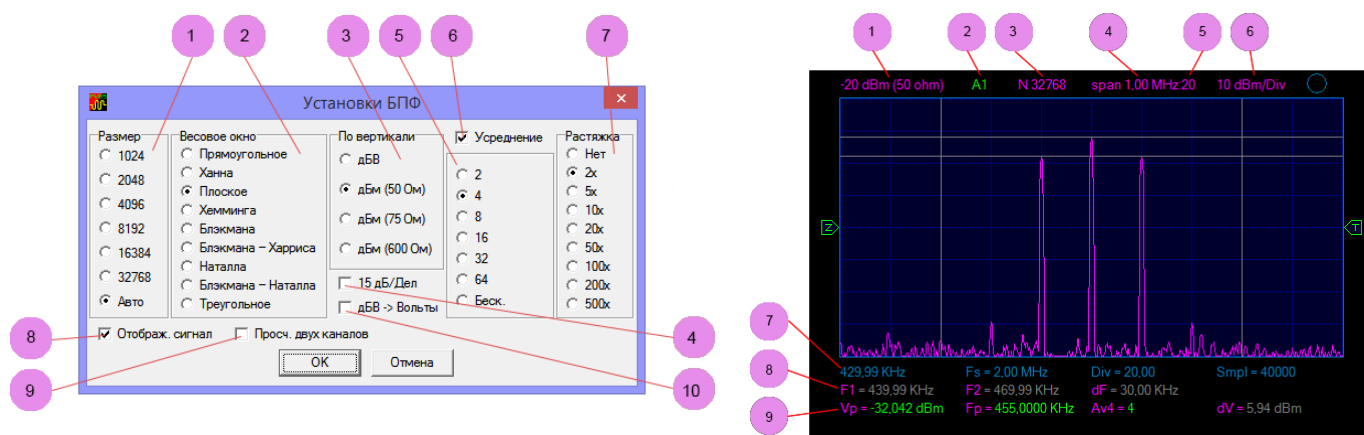 1 2 3 5 6 7
Установки БПФ
Размер
1024
2048
4096
8192
16384
32768
Авто
Весовое окно
Прямоугольное
Ханна
Плоское
Хемминга
Блэкмана
Блэкмана – Харриса
Наталла
Блэкмана – Наталла
Треугольное
По вертикали
дБВ
дБм (50 Ом)
дБм (75 Ом)
дБм (600 Ом)
15 дБ/Дел
дБВ -> Вольты
Усреднение
2
4
8
16
32
64
Беск.
Растяжка
Нет
2x
5x
10x
20x
50x
100x
200x
500x
Отображ. сигнал Просч. двух каналов
OK Отмена
8
9
4
10
1 2 3 4 5 6
-20 dBm (50 ohm) A1 N 32768 span 1,00 MHz:20 10 dBm/Div
Z T
7
8
9
429,99 KHz Fs = 2,00 MHz Div = 20,00 Smpl = 40000
F1 = 439,99 KHz F2 = 469,99 KHz dF = 30,00 KHz
Vp = -32,042 dBm Fp = 455,0000 KHz Av4 = 4 dV = 5,94 dBm